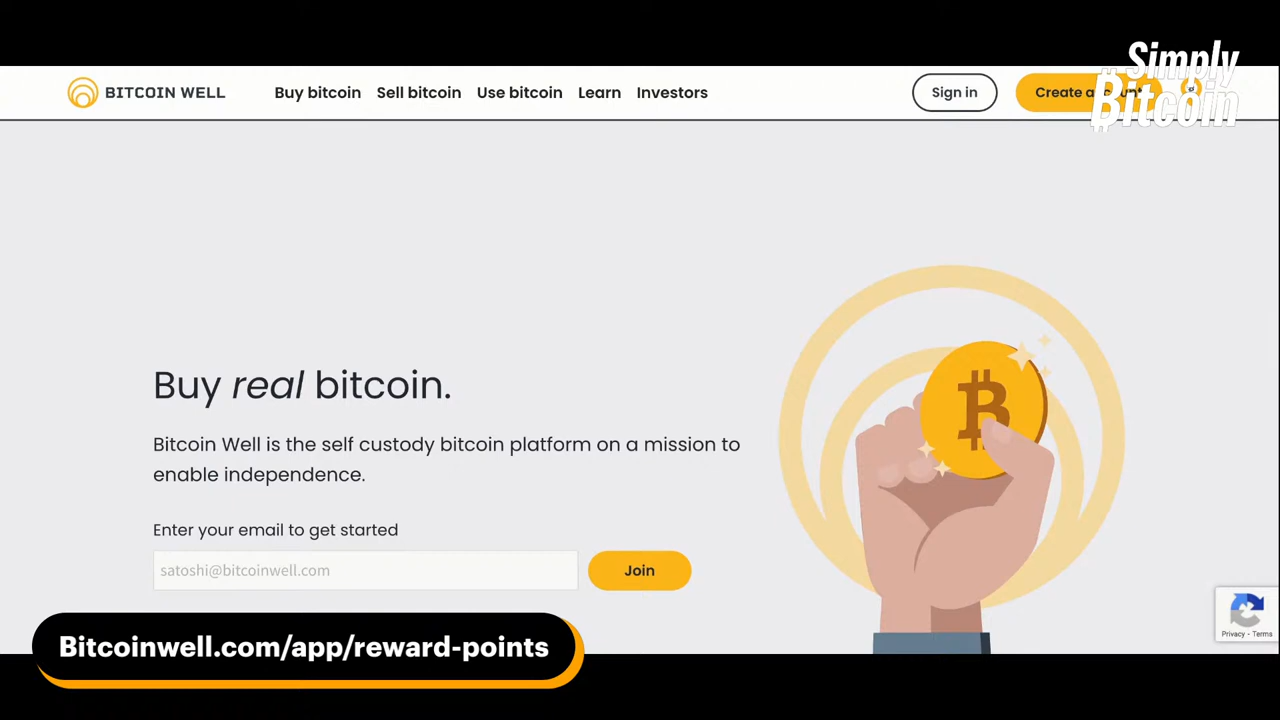 Simply
Bitcoin
BITCOIN WELL
Buy bitcoin
Sell bitcoin
Use bitcoin
Learn
Investors
Sign in
Create
Buy real bitcoin.
Bitcoin Well is the self custody bitcoin platform on a mission to
enable independence.
Enter your email to get started
satoshi@bitcoinwell.com
Join
Privacy - Terms
Bitcoinwell.com/app/reward-points